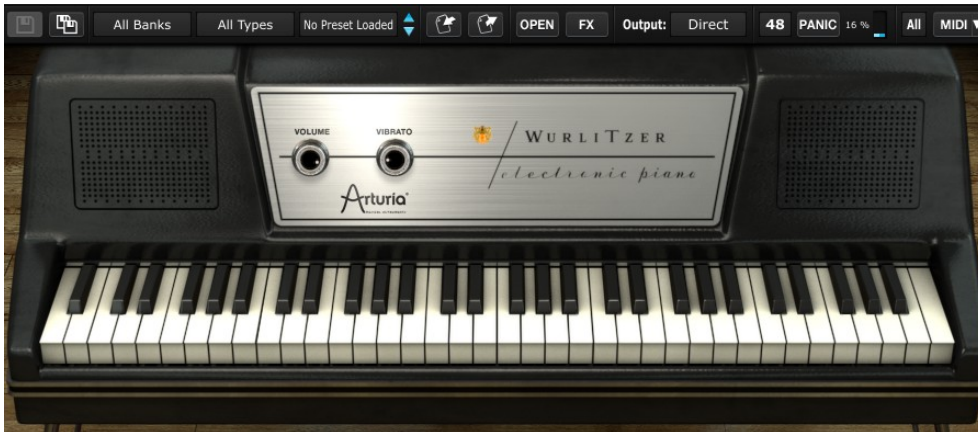 All Banks All Types No Preset Loaded OPEN FX Output: Direct 48 PANIC 16 % All MIDI
VOLUME VIBRATO
WURLITZER
electronic piano
Arturia